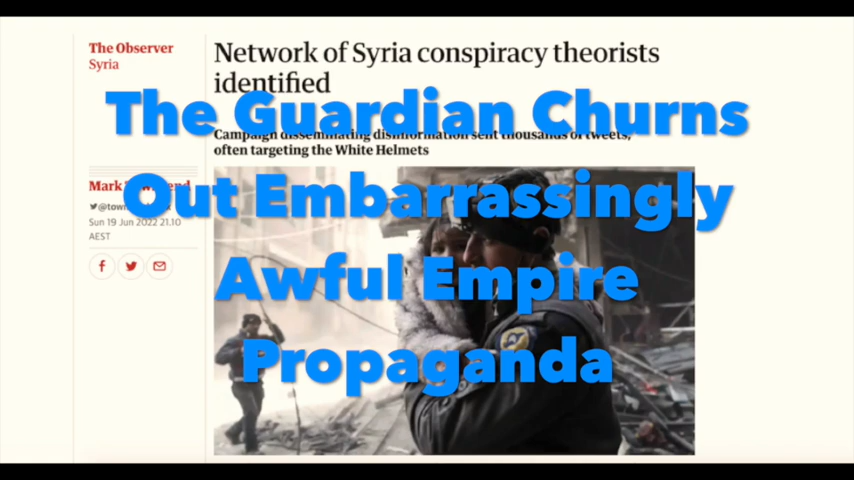 The Observer
Syria
Network of Syria conspiracy theorists
identified
Campaign disseminating disinformation sent thousands of tweets,
often targeting the White Helmets
Mark
Sun 19 Jun 2022 21.10
AEST
The Guardian Churns
Out Embarrassingly
Awful Empire
Propaganda